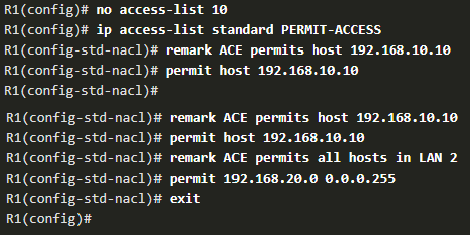 R1(config)# no access-list 10
R1(config)# ip access-list standard PERMIT-ACCESS
R1(config-std-nacl)# remark ACE permits host 192.168.10.10
R1(config-std-nacl)# permit host 192.168.10.10
R1(config-std-nacl)#
R1(config-std-nacl)# remark ACE permits host 192.168.10.10
R1(config-std-nacl)# permit host 192.168.10.10
R1(config-std-nacl)# remark ACE permits all hosts in LAN 2
R1(config-std-nacl)# permit 192.168.20.0 0.0.0.255
R1(config-std-nacl)# exit
R1(config)#